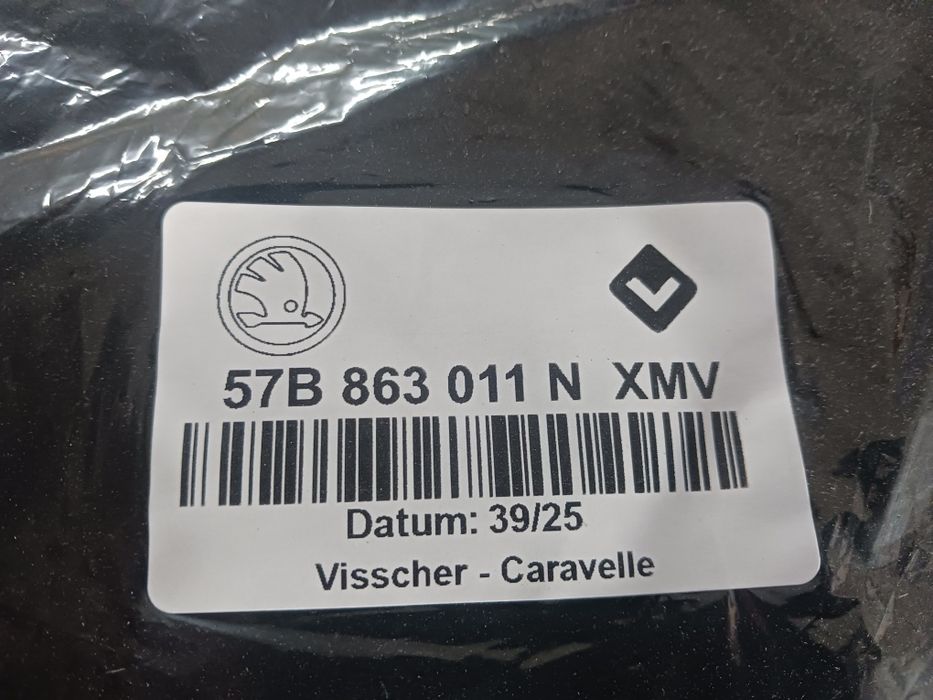 57B 863 011 N XMV
Datum: 39/25
Visscher - Caravelle